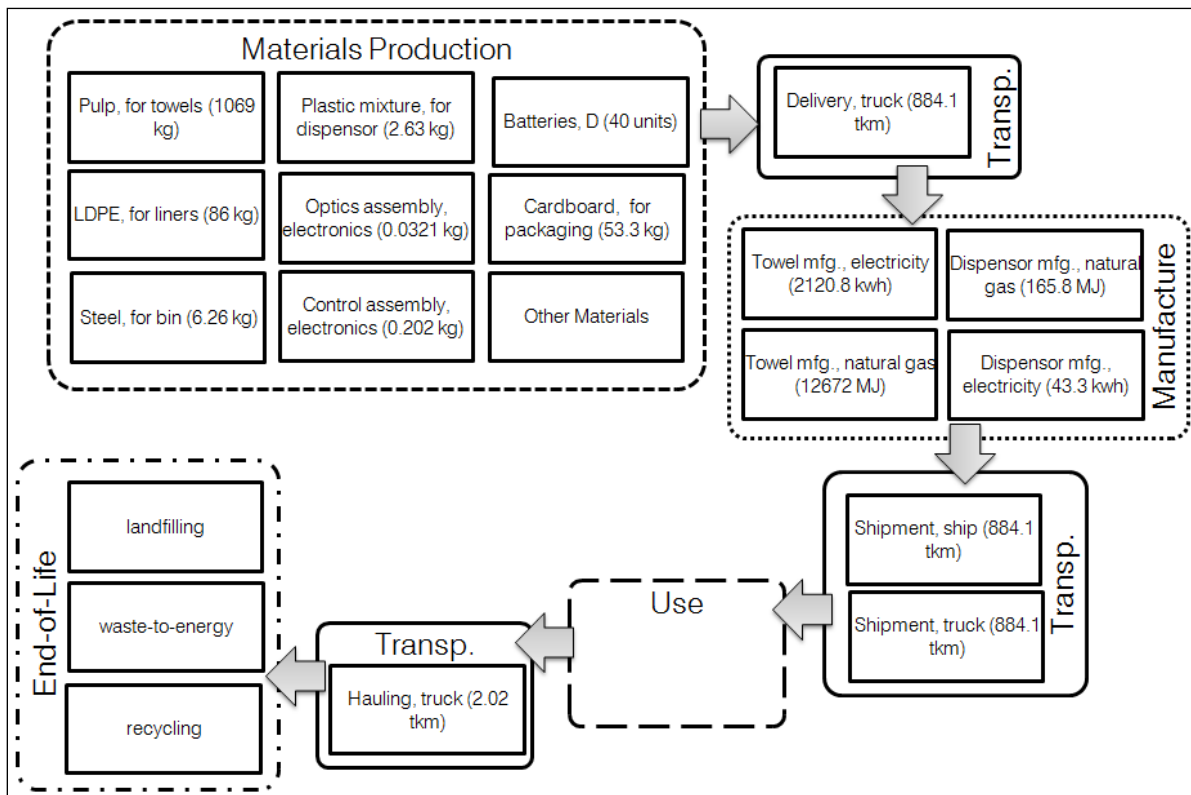 Materials Production
Pulp, for towels (1069
kg)
Plastic mixture, for
dispensor (2.63 kg)
Batteries, D (40 units)
LDPE, for liners (86 kg)
Optics assembly,
electronics (0.0321 kg)
Cardboard, for
packaging (53.3 kg)
Steel, for bin (6.26 kg)
Control assembly,
electronics (0.202 kg)
Other Materials
Delivery, truck (884.1
tkm)
Transp.
Towel mfg., electricity
(2120.8 kwh)
Dispensor mfg., natural
gas (165.8 MJ)
Towel mfg., natural gas
(12672 MJ)
Dispensor mfg.,
electricity (43.3 kwh)
Manufacture
Shipment, ship (884.1
tkm)
Shipment, truck (884.1
tkm)
Transp.
Use
Transp.
Hauling, truck (2.02
tkm)
End-of-Life
landfilling
waste-to-energy
recycling